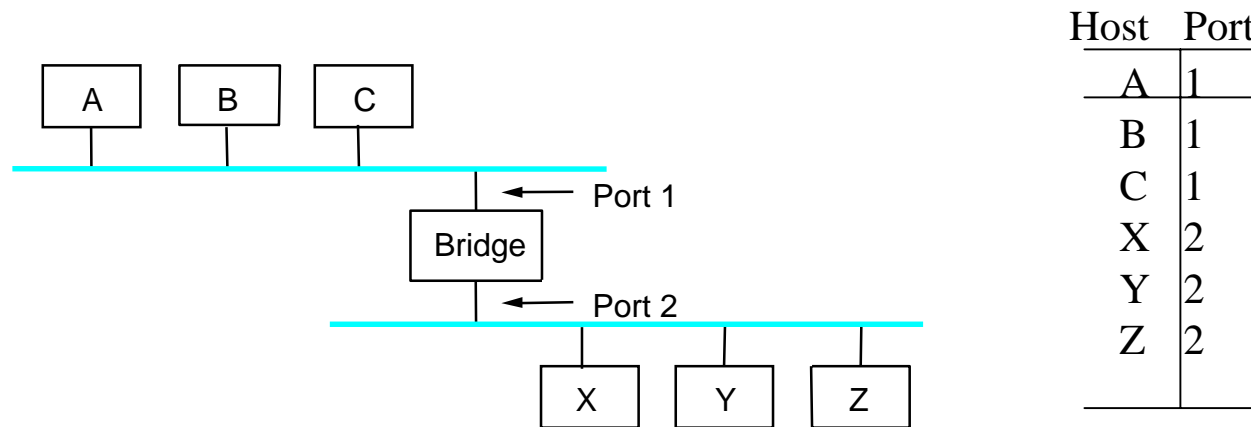 A B C
Port 1
Bridge
Port 2
X Y Z
Host Port
A 1
B 1
C 1
X 2
Y 2
Z 2